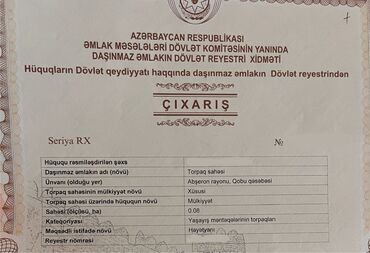 AZƏRBAYCAN RESPUBLİKASI
ƏMLAK MƏSƏLƏLƏRİ DÖVLƏT KOMİTƏSİNİN YANINDA
DAŞINMAZ ƏMLAKIN DÖVLƏT REYESTRİ XİDMƏTİ
Hüquqların Dövlət qeydiyyatı haqqında daşınmaz əmlakın Dövlət reyestrindən
ÇIXARIŞ
Seriya RX №
Hüququ rəsmiləşdirilən şəxs
Daşınmaz əmlakın adı (növü) Torpaq sahəsi
Ünvanı (olduğu yer) Abşeron rayonu, Qobu qəsəbəsi
Torpaq sahəsinin mülkiyyət növü Xüsusi
Torpaq sahəsi üzərində hüququn növü Mülkiyyət
Sahəsi (ölçüsü, ha) 0.06
Kateqoriyası Yaşayış məntəqələrinin torpaqları
Məqsədli istifadə növü Həyətyanı
Reyestr nömrəsi